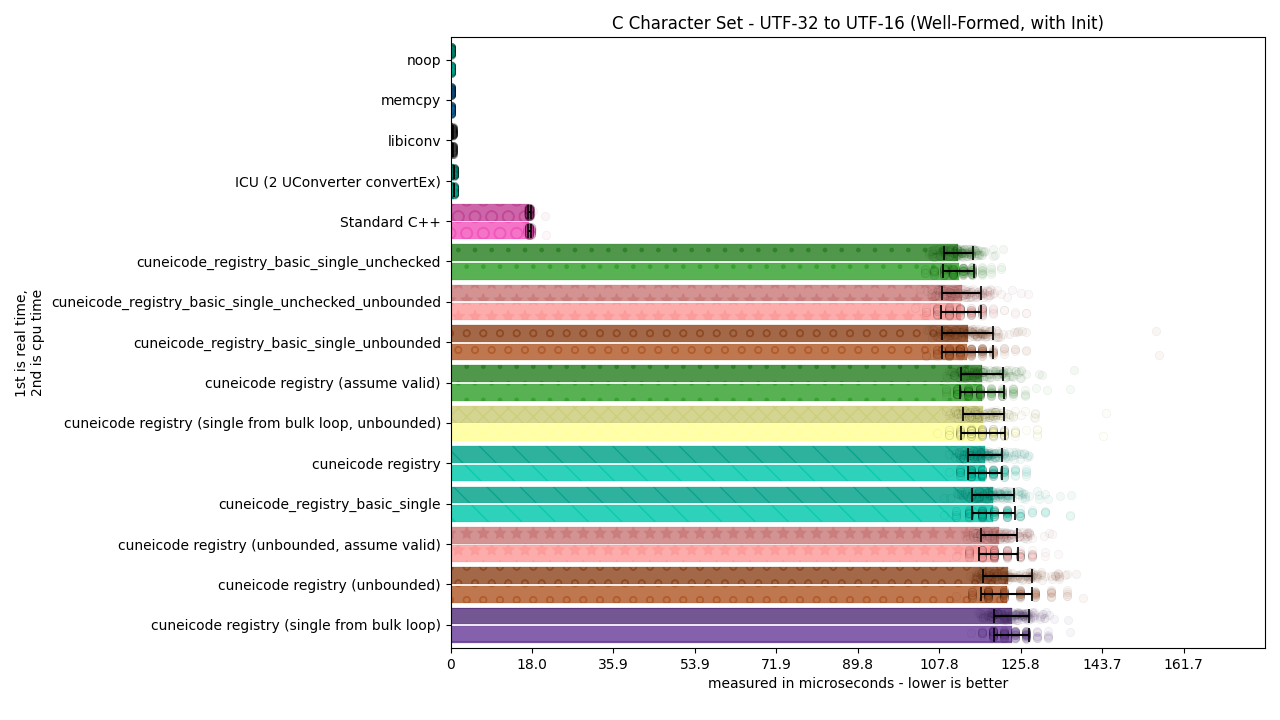 C Character Set - UTF-32 to UTF-16 (Well-Formed, with Init)
noop
memcpy
libiconv
ICU (2 UConverter convertEx)
Standard C++
cuneicode_registry_basic_single_unchecked
cuneicode_registry_basic_single_unchecked_unbounded
cuneicode_registry_basic_single_unbounded
cuneicode registry (assume valid)
cuneicode registry (single from bulk loop, unbounded)
cuneicode registry
cuneicode_registry_basic_single
cuneicode registry (unbounded, assume valid)
cuneicode registry (unbounded)
cuneicode registry (single from bulk loop)
1st is real time,
2nd is cpu time
0 18.0 35.9 53.9 71.9 89.8 107.8 125.8 143.7 161.7
measured in microseconds - lower is better